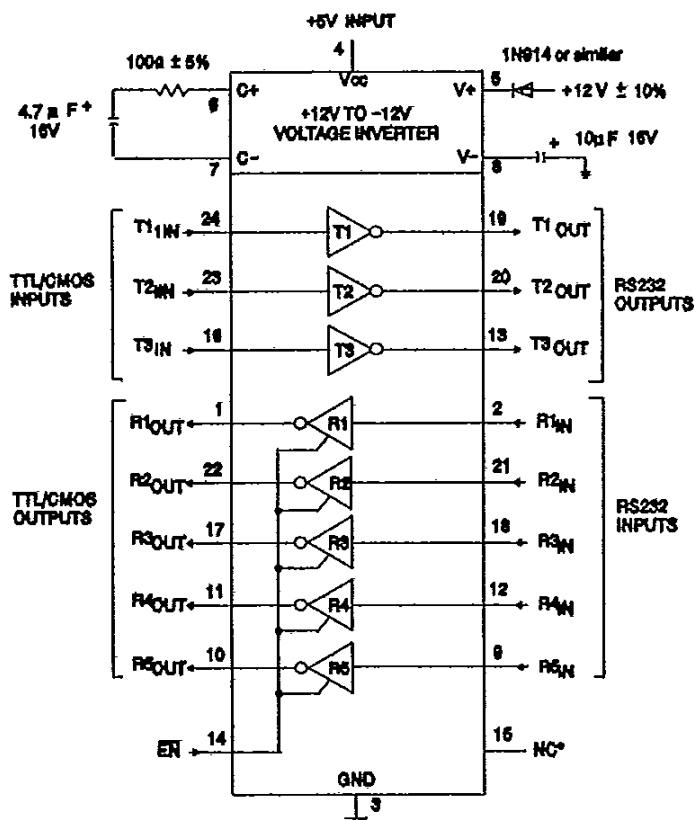 +5V INPUT
4
100Ω ± 5%
1N914 or similar
6
C+
Vcc
V+
5
+12V ± 10%
4.7 µF +
16V
+12V TO –12V
VOLTAGE INVERTER
7
C–
V–
8
+ 10µF 16V
TTL/CMOS
INPUTS
T1IN
24
T1
19
T1OUT
T2IN
23
T2
20
T2OUT
T3IN
16
T3
13
T3OUT
RS232
OUTPUTS
TTL/CMOS
OUTPUTS
R1OUT
1
R1
2
R1IN
R2OUT
22
R2
21
R2IN
R3OUT
17
R3
18
R3IN
R4OUT
11
R4
12
R4IN
R5OUT
10
R5
9
R5IN
RS232
INPUTS
EN
14
15
NC*
GND
3